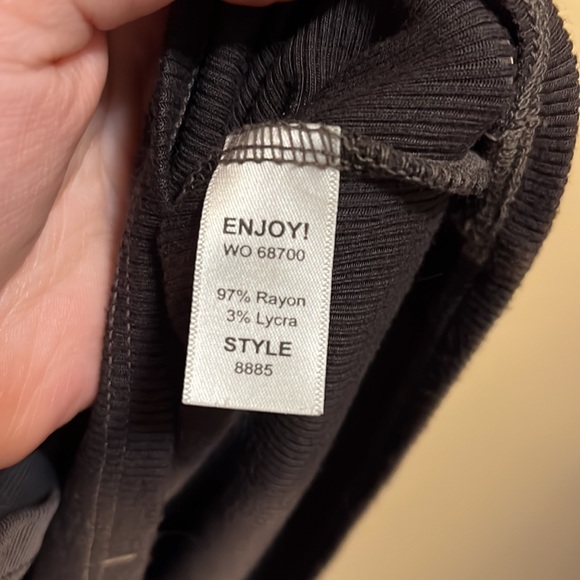 ENJOY!
WO 68700
97% Rayon
3% Lycra
STYLE
8885